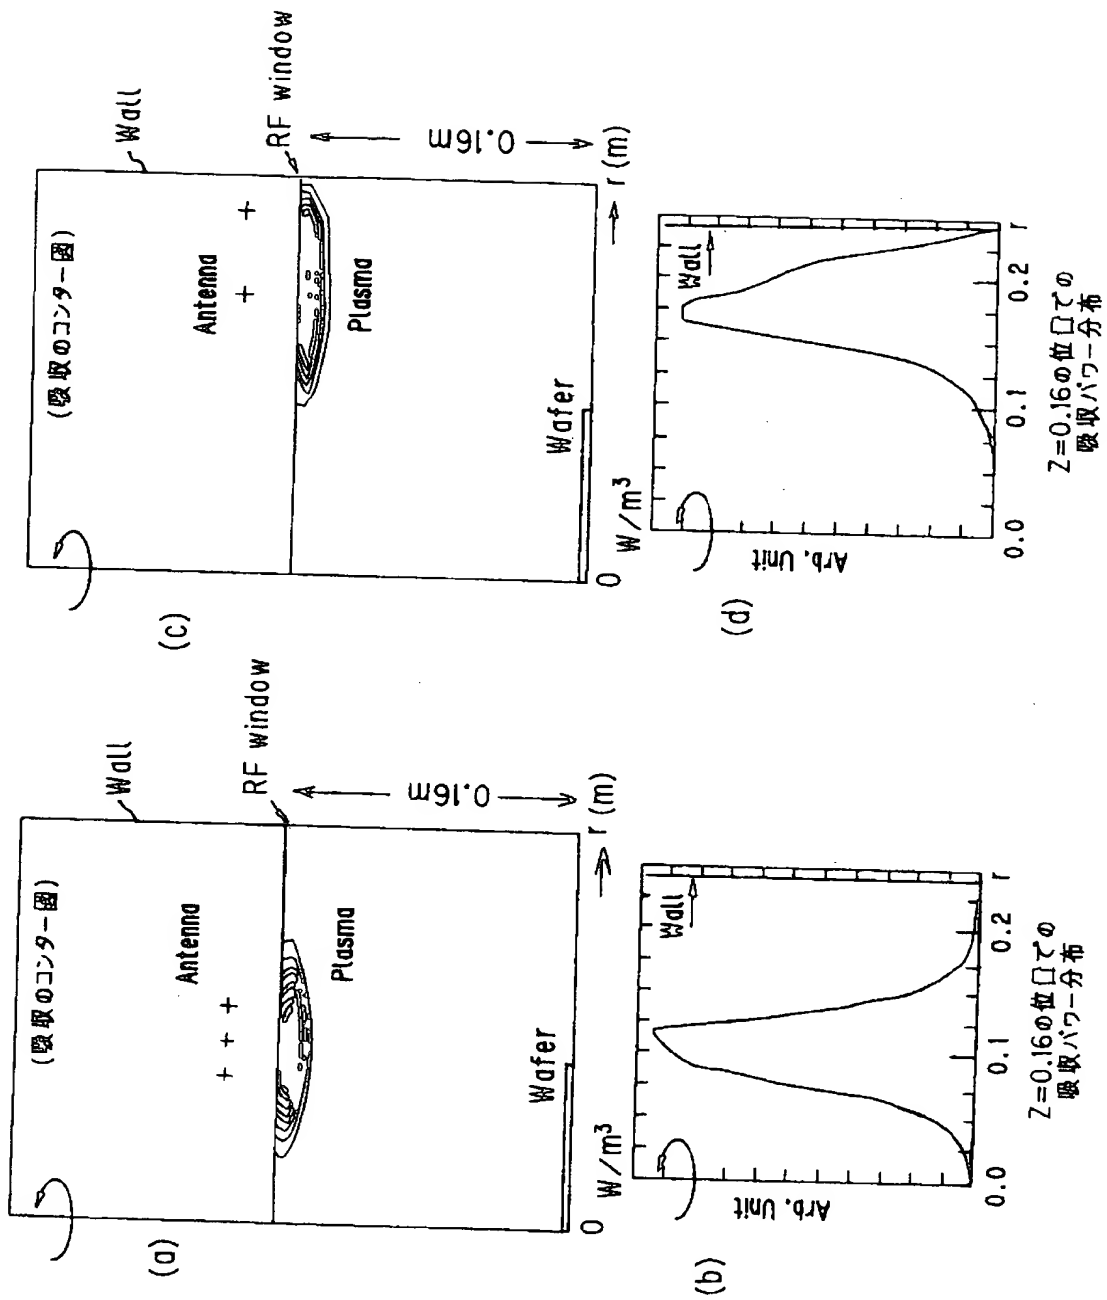 (a)
(吸収のコンター図)
Wall
Antenna
+ + +
RF window
Plasma
0.16m
Wafer
0
r (m)
(b)
W/m³
Arb. Unit
Wall
0.0
0.1
0.2
r
Z=0.16の位口での
吸収パワー分布
(c)
(吸収のコンター図)
Wall
Antenna
+ +
RF window
Plasma
0.16m
Wafer
0
r (m)
(d)
W/m³
Arb. Unit
Wall
0.0
0.1
0.2
r
Z=0.16の位口での
吸収パワー分布